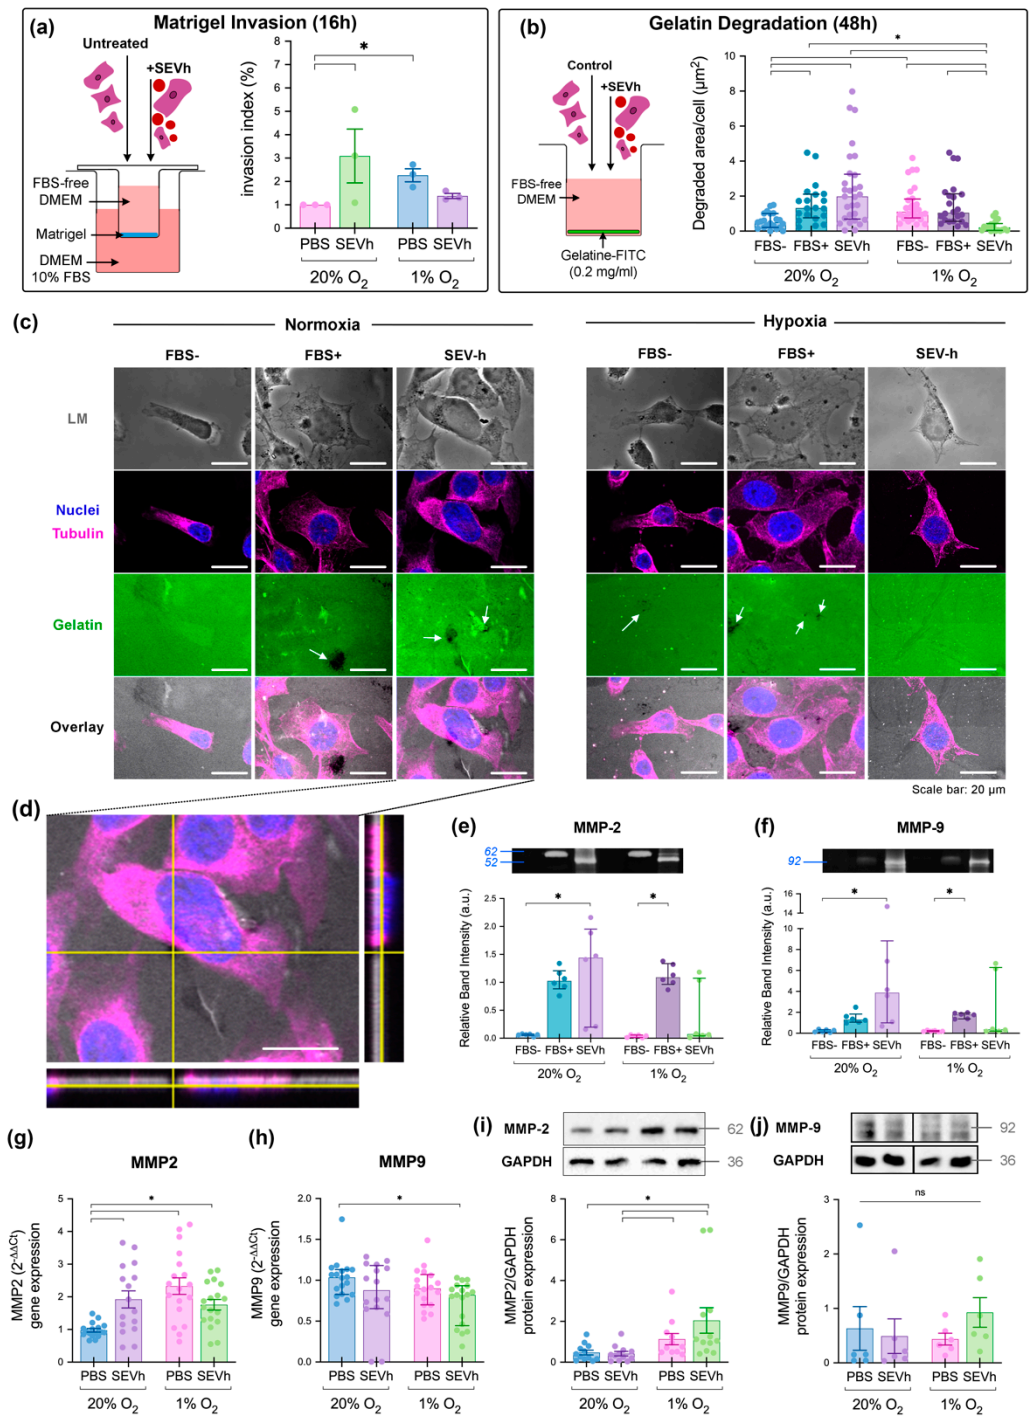 (a)
Matrigel Invasion (16h)
Untreated
+SEVh
FBS-free
DMEM
Matrigel
DMEM
10% FBS
invasion index (%)
8
7
6
5
4
3
2
1
0
*
PBS SEVh PBS SEVh
20% O2 1% O2
(b)
Gelatin Degradation (48h)
Control
+SEVh
FBS-free
DMEM
Gelatine-FITC
(0.2 mg/ml)
Degraded area/cell (µm2)
10
8
6
4
2
0
*
FBS- FBS+ SEVh FBS- FBS+ SEVh
20% O2 1% O2
(c)
Normoxia Hypoxia
FBS- FBS+ SEV-h FBS- FBS+ SEV-h
LM
Nuclei
Tubulin
Gelatin
Overlay
Scale bar: 20 µm
(d)
(e)
MMP-2
62
52
Relative Band Intensity (a.u.)
2.5
2.0
1.5
1.0
0.5
0.0
* *
FBS- FBS+ SEVh FBS- FBS+ SEVh
20% O2 1% O2
(f)
MMP-9
92
Relative Band Intensity (a.u.)
16
14
10
8
6
4
2
0
* *
FBS- FBS+ SEVh FBS- FBS+ SEVh
20% O2 1% O2
(g)
MMP2
MMP2 (2-ΔΔCt)
gene expression
5
4
3
2
1
0
*
PBS SEVh PBS SEVh
20% O2 1% O2
(h)
MMP9
MMP9 (2-ΔΔCt)
gene expression
2.0
1.5
1.0
0.5
0.0
*
PBS SEVh PBS SEVh
20% O2 1% O2
(i)
MMP-2 62
GAPDH 36
MMP2/GAPDH
protein expression
8
6
4
2
0
*
PBS SEVh PBS SEVh
20% O2 1% O2
(j)
MMP-9 92
GAPDH 36
MMP9/GAPDH
protein expression
3
2
1
0
ns
PBS SEVh PBS SEVh
20% O2 1% O2